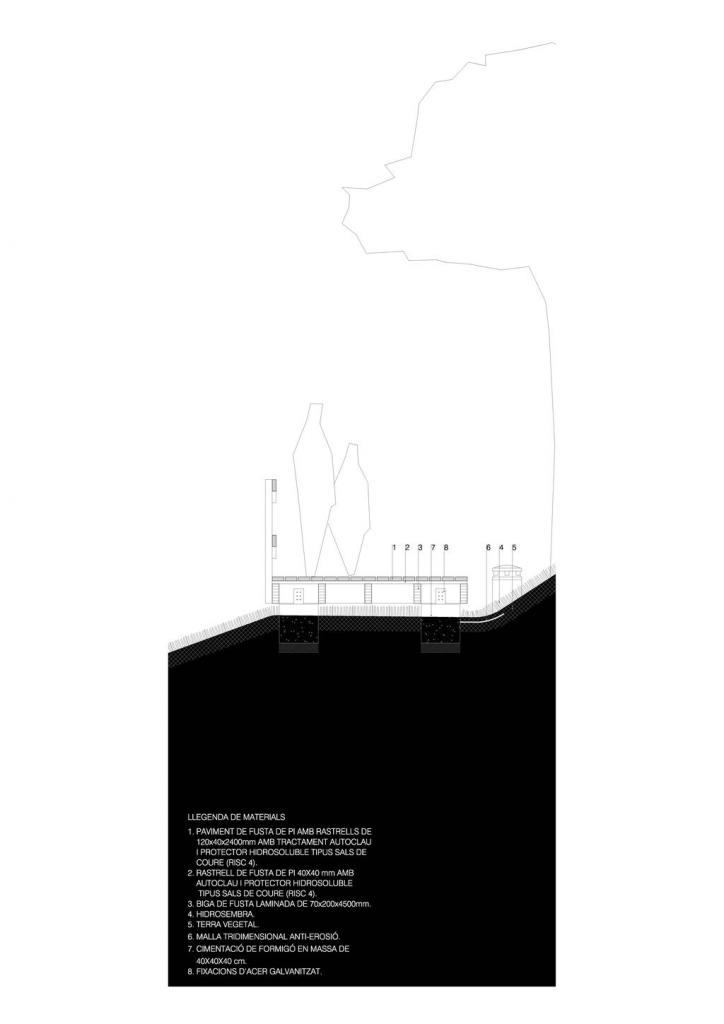 1 2 3 7 8 6 4 5
LLEGENDA DE MATERIALS
1. PAVIMENT DE FUSTA DE PI AMB RASTRELLS DE
120x40x2400mm AMB TRACTAMENT AUTOCLAU
I PROTECTOR HIDROSOLUBLE TIPUS SALS DE
COURE (RISC 4).
2. RASTRELL DE FUSTA DE PI 40X40 mm AMB
AUTOCLAU I PROTECTOR HIDROSOLUBLE
TIPUS SALS DE COURE (RISC 4).
3. BIGA DE FUSTA LAMINADA DE 70x200x4500mm.
4. HIDROSEMBRA.
5. TERRA VEGETAL.
6. MALLA TRIDIMENSIONAL ANTI-EROSIÓ.
7. CIMENTACIÓ DE FORMIGÓ EN MASSA DE
40X40X40 cm.
8. FIXACIONS D'ACER GALVANITZAT.